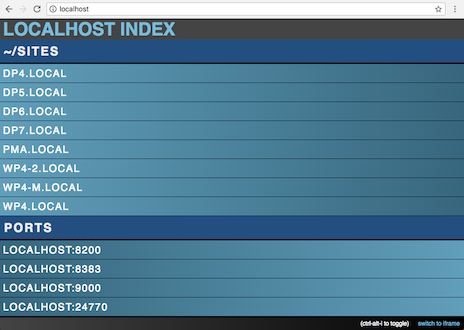 localhost
LOCALHOST INDEX
~/SITES
DP4.LOCAL
DP5.LOCAL
DP6.LOCAL
DP7.LOCAL
PMA.LOCAL
WP4-2.LOCAL
WP4-M.LOCAL
WP4.LOCAL
PORTS
LOCALHOST:8200
LOCALHOST:8383
LOCALHOST:9000
LOCALHOST:24770
(ctrl-alt-i to toggle) switch to iframe